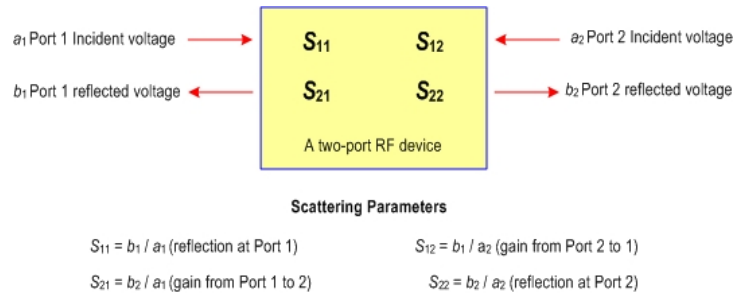 a1 Port 1 Incident voltage
S11 S12
a2 Port 2 Incident voltage
b1 Port 1 reflected voltage
S21 S22
b2 Port 2 reflected voltage
A two-port RF device
Scattering Parameters
S11 = b1 / a1 (reflection at Port 1)
S12 = b1 / a2 (gain from Port 2 to 1)
S21 = b2 / a1 (gain from Port 1 to 2)
S22 = b2 / a2 (reflection at Port 2)